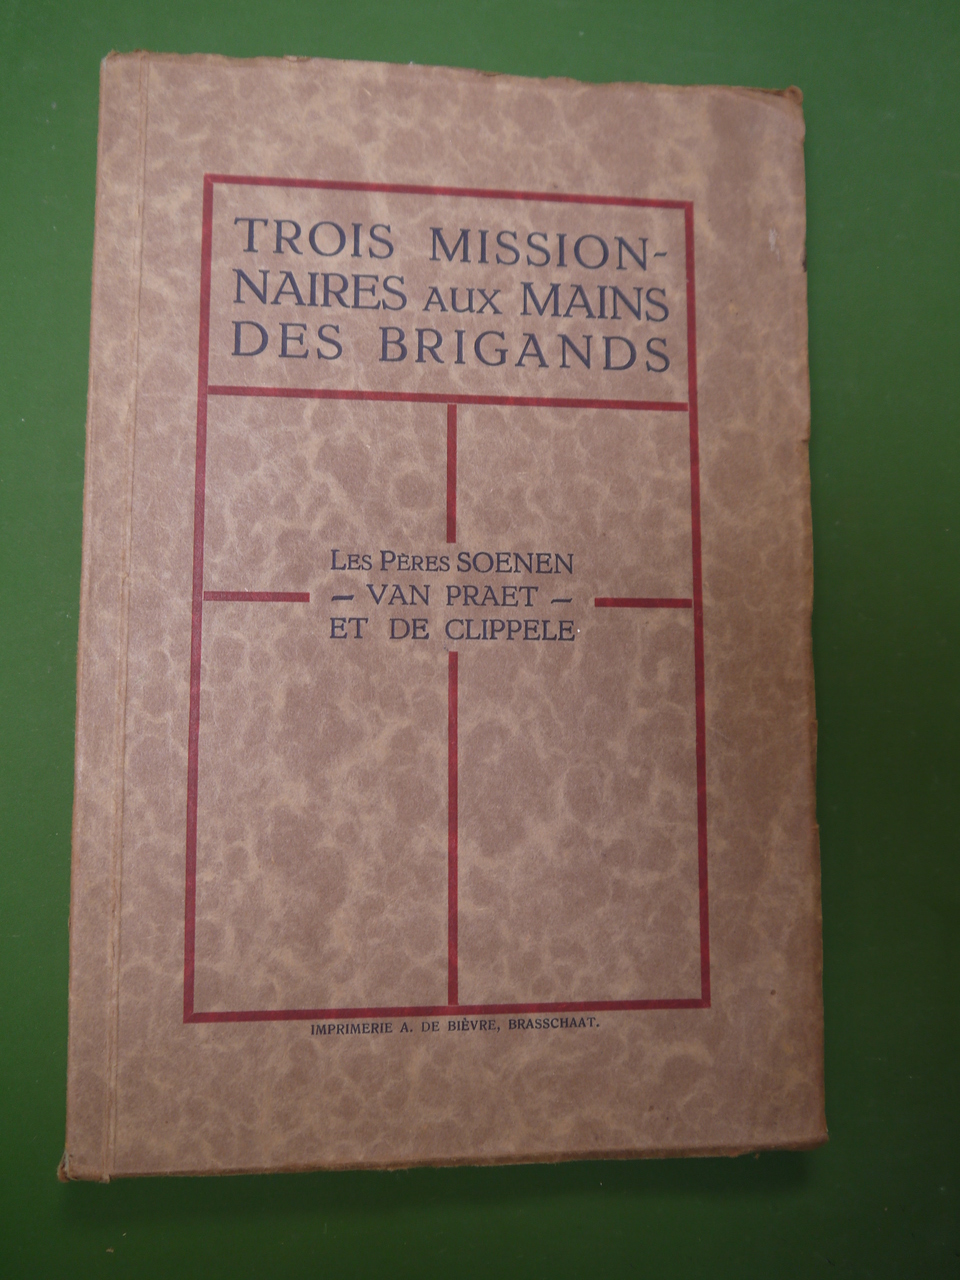 TROIS MISSION-
NAIRES AUX MAINS
DES BRIGANDS
LES PÈRES SOENEN
– VAN PRAET –
ET DE CLIPPELE
IMPRIMERIE A. DE BIÈVRE, BRASSCHAAT.